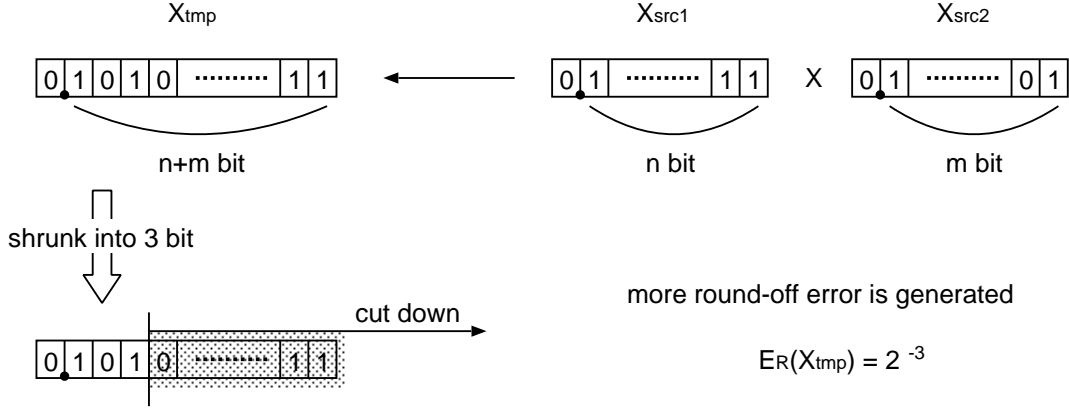 Xtmp Xsrc1 Xsrc2
0 1 0 1 0 ·········· 1 1 0 1 ·········· 1 1 X 0 1 ·········· 0 1
n+m bit n bit m bit
shrunk into 3 bit
more round-off error is generated
cut down
0 1 0 1 0 ·········· 1 1
ER(Xtmp) = 2 -3